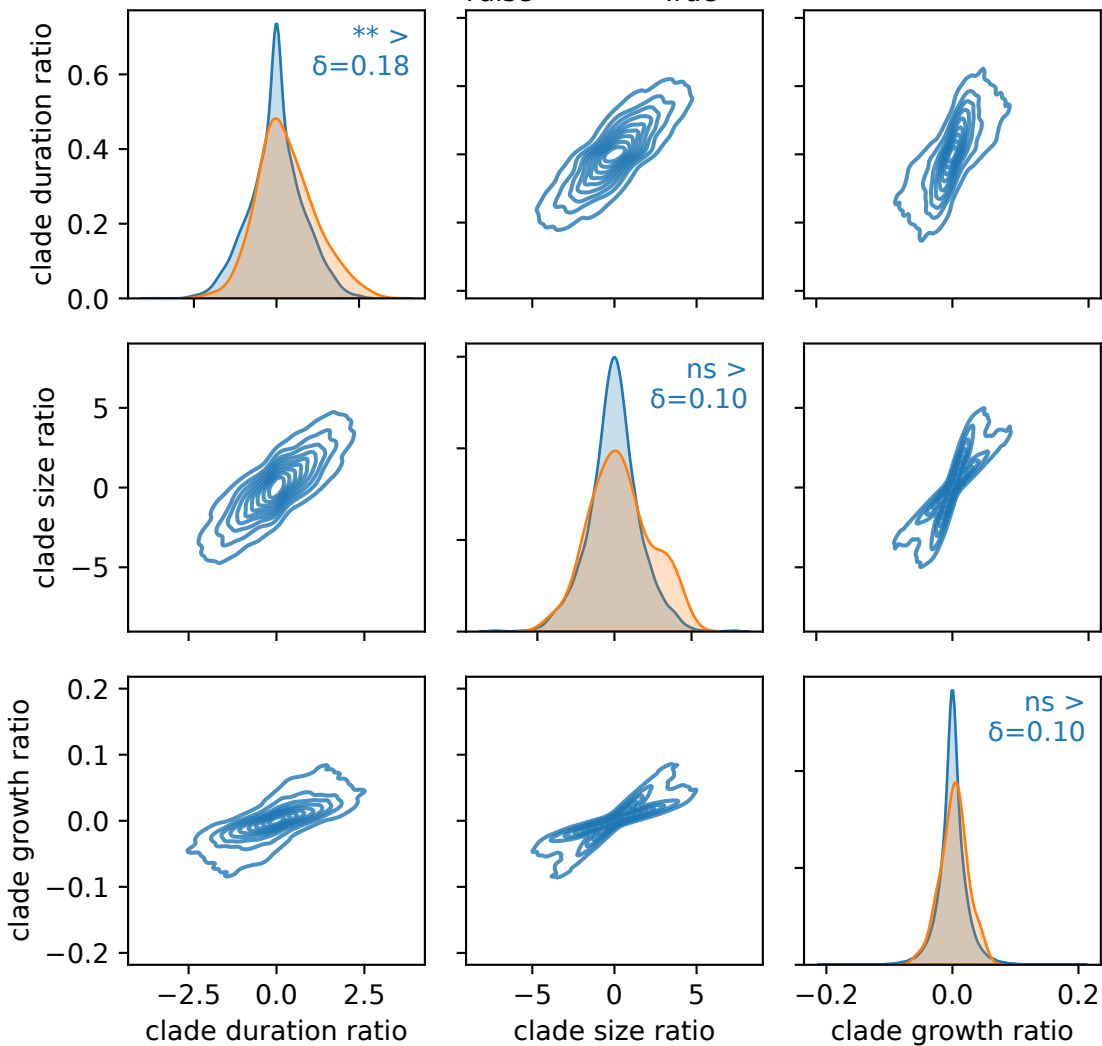 ** >
δ=0.18
clade duration ratio
0.6
0.4
0.2
0.0
ns >
δ=0.10
clade size ratio
5
0
−5
ns >
δ=0.10
clade growth ratio
0.2
0.1
0.0
−0.1
−0.2
−2.5 0.0 2.5 −5 0 5 −0.2 0.0 0.2
clade duration ratio clade size ratio clade growth ratio